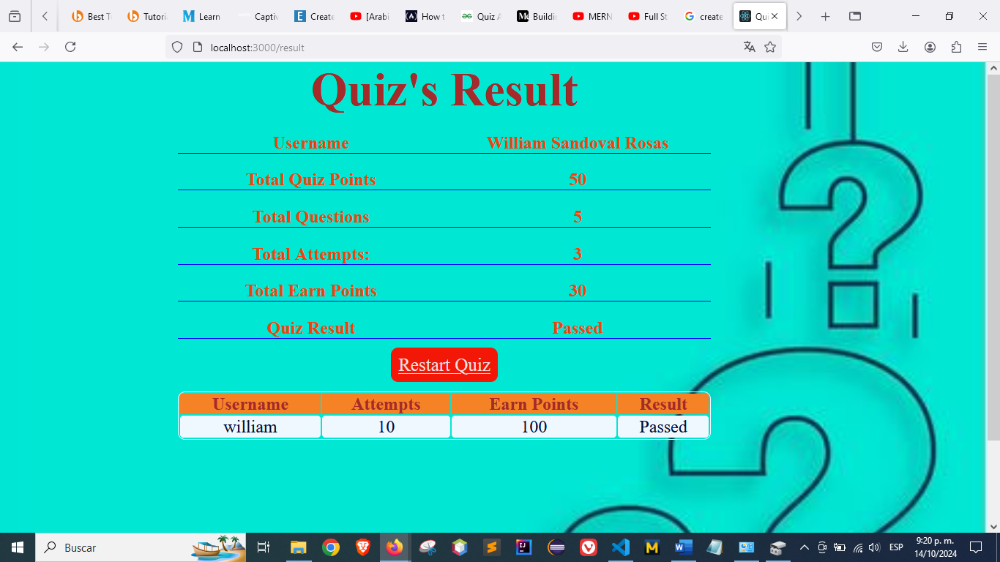 Best T
Tutori
M Learn
Captiv
E Create
[Arabi
How t
Quiz A
Buildi
MERN
Full St
create
Qui
localhost:3000/result
Quiz's Result
Username William Sandoval Rosas
Total Quiz Points 50
Total Questions 5
Total Attempts: 3
Total Earn Points 30
Quiz Result Passed
Restart Quiz
Username Attempts Earn Points Result
william 10 100 Passed
Buscar
ESP
9:20 p. m.
14/10/2024